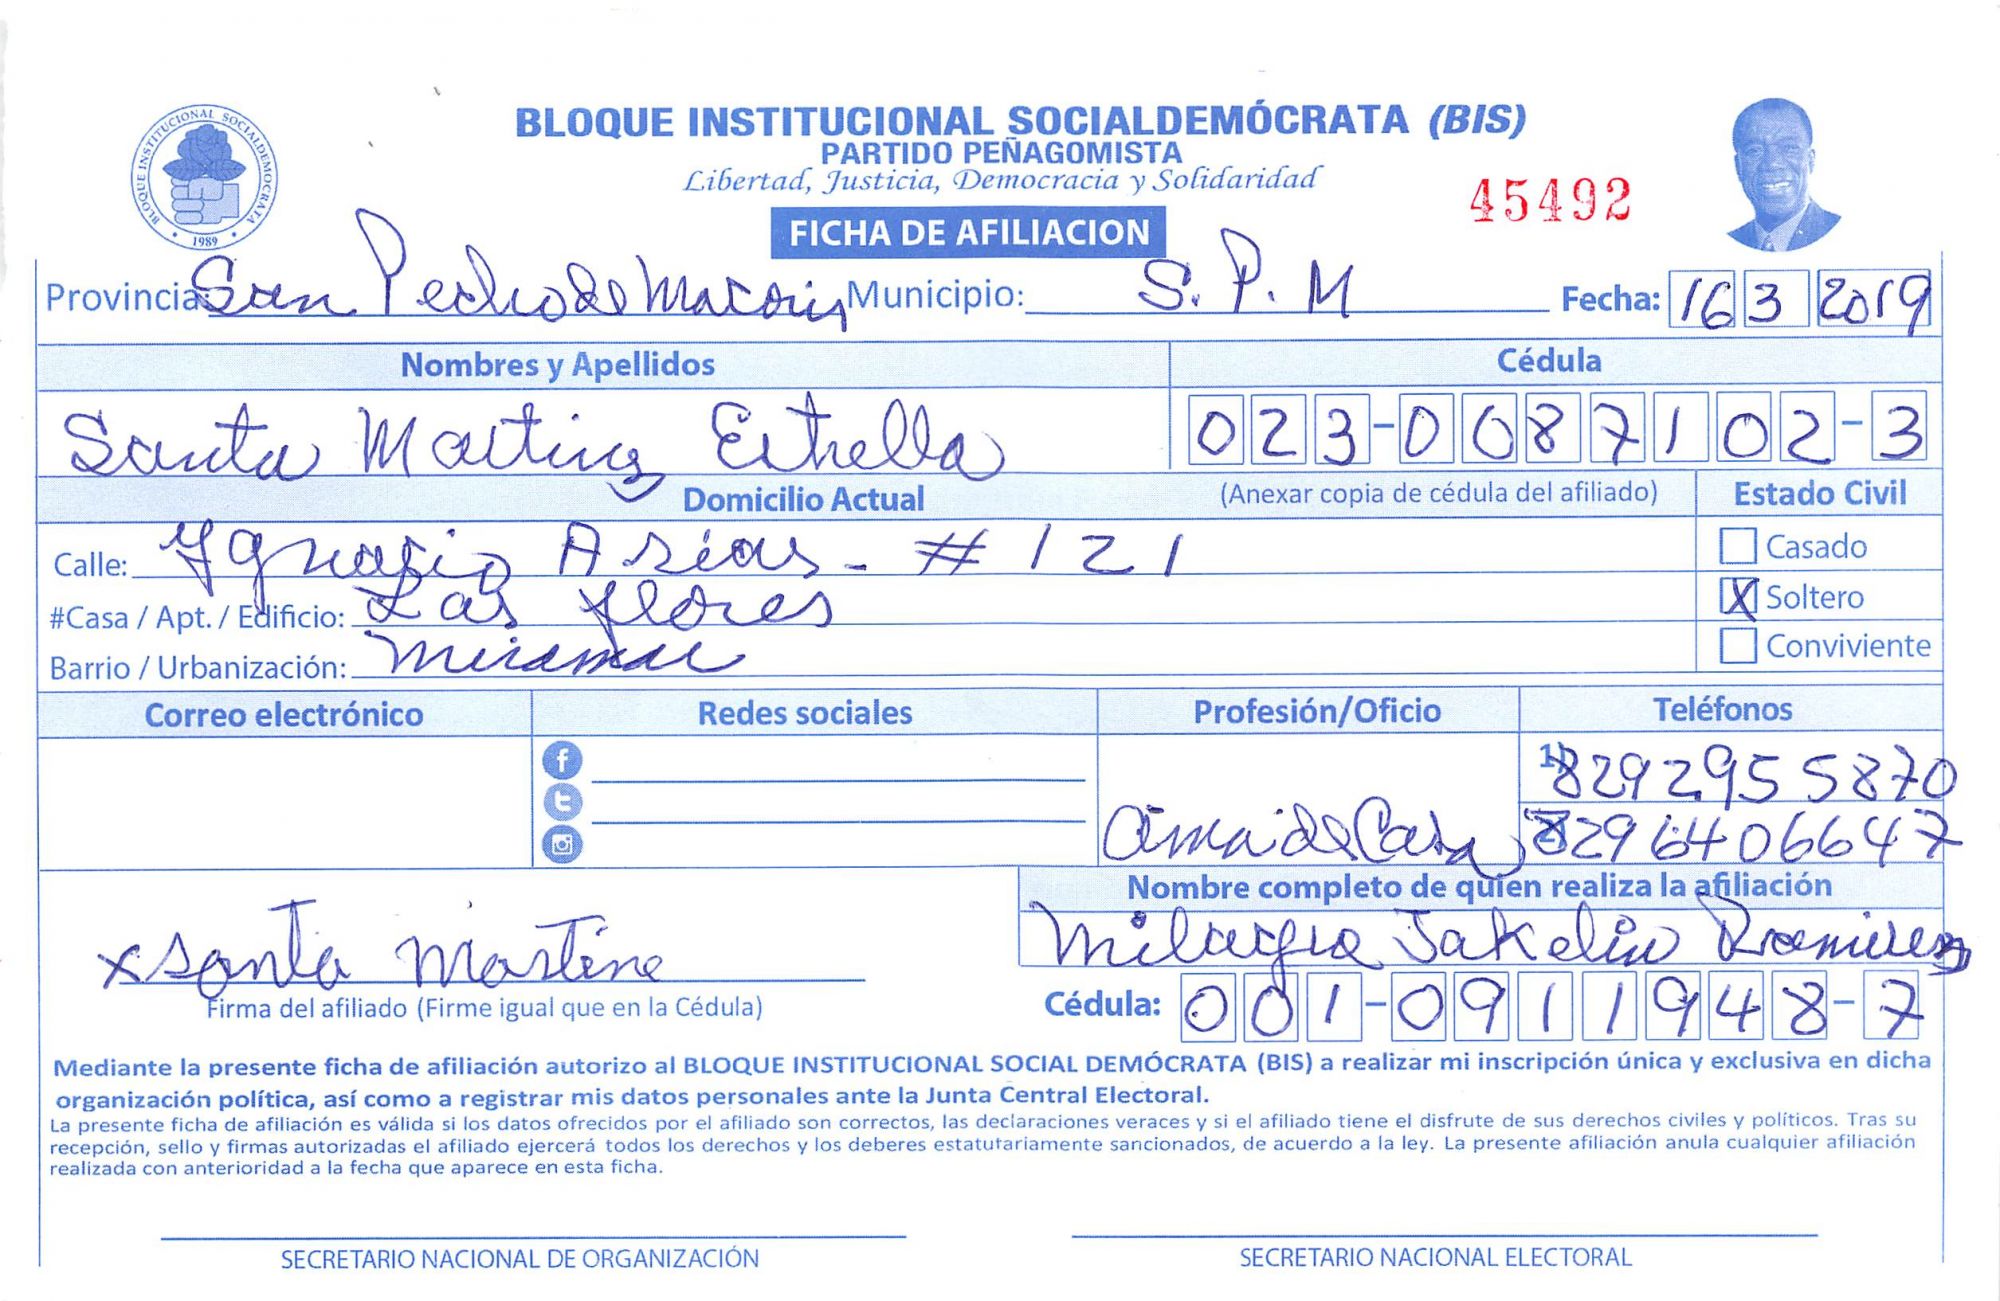 BLOQUE INSTITUCIONAL SOCIALDEMÓCRATA (BIS)
PARTIDO PEÑAGOMISTA
Libertad, Justicia, Democracia y Solidaridad
45492
BLOQUE INSTITUCIONAL SOCIALDEMOCRATA
1989
FICHA DE AFILIACION
Provincia San Pedro de Macoris Municipio: S. P. M Fecha: 16 3 2019
Nombres y Apellidos Cédula
Santa Martinez Estrella 023-0087102-3
Domicilio Actual (Anexar copia de cédula del afiliado) Estado Civil
Calle: Ygnasio Arias - #121 Casado
#Casa / Apt. / Edificio: Las flores X Soltero
Barrio / Urbanización: Miramar Conviviente
Correo electrónico Redes sociales Profesión/Oficio Teléfonos
1) 8292955870
Ama de Casa 8296406647
Nombre completo de quien realiza la afiliación
x Santa Martine Jakelin Ramirez
Firma del afiliado (Firme igual que en la Cédula) Cédula: 001-0911948-7
Mediante la presente ficha de afiliación autorizo al BLOQUE INSTITUCIONAL SOCIAL DEMÓCRATA (BIS) a realizar mi inscripción única y exclusiva en dicha
organización política, así como a registrar mis datos personales ante la Junta Central Electoral.
La presente ficha de afiliación es válida si los datos ofrecidos por el afiliado son correctos, las declaraciones veraces y si el afiliado tiene el disfrute de sus derechos civiles y políticos. Tras su
recepción, sello y firmas autorizadas el afiliado ejercerá todos los derechos y los deberes estatutariamente sancionados, de acuerdo a la ley. La presente afiliación anula cualquier afiliación
realizada con anterioridad a la fecha que aparece en esta ficha.
SECRETARIO NACIONAL DE ORGANIZACIÓN SECRETARIO NACIONAL ELECTORAL